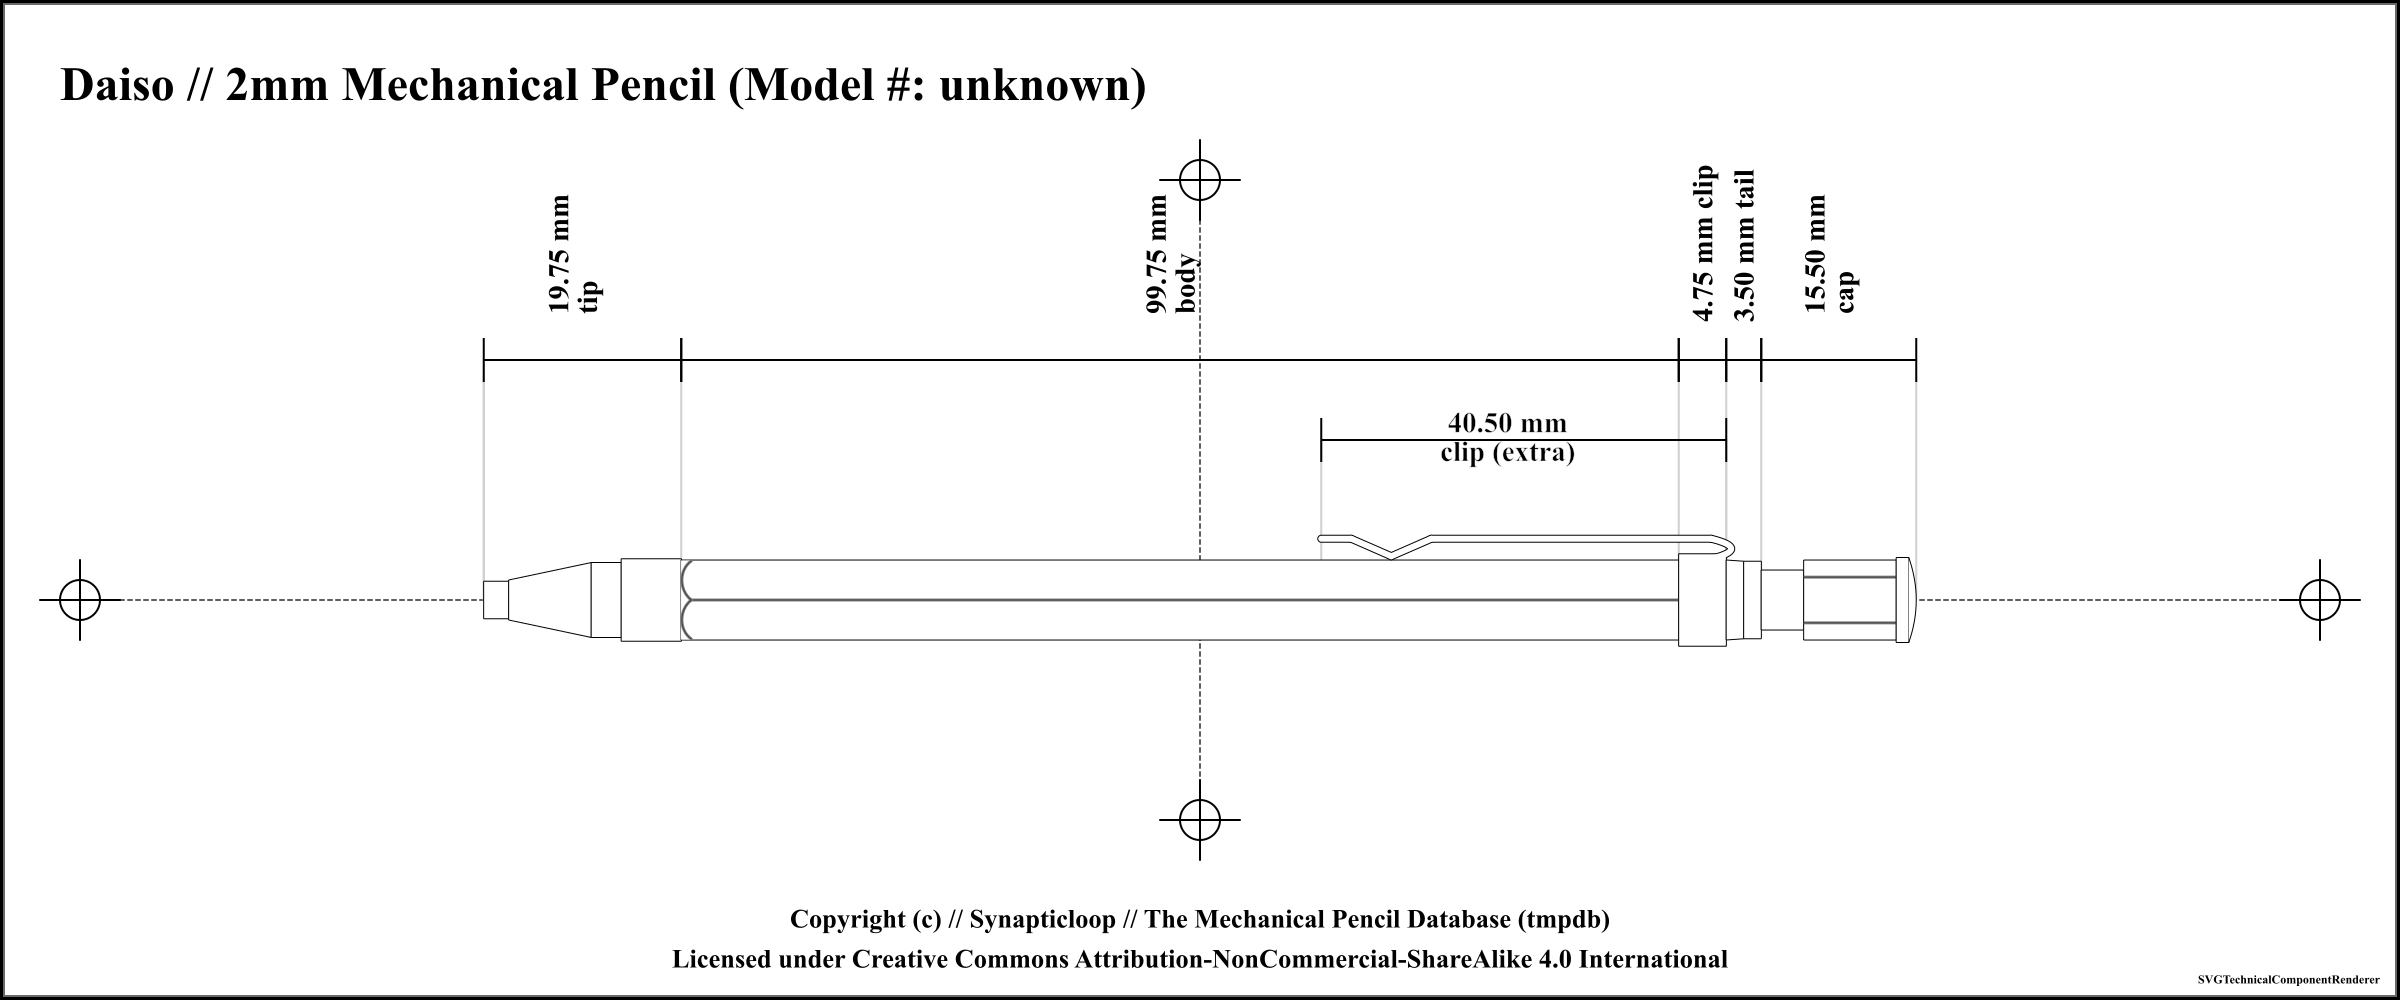 Daiso // 2mm Mechanical Pencil (Model #: unknown)
19.75 mm
tip
99.75 mm
body
4.75 mm clip
3.50 mm tail
15.50 mm
cap
40.50 mm
clip (extra)
Copyright (c) // Synapticloop // The Mechanical Pencil Database (tmpdb)
Licensed under Creative Commons Attribution-NonCommercial-ShareAlike 4.0 International
SVGTechnicalComponentRenderer